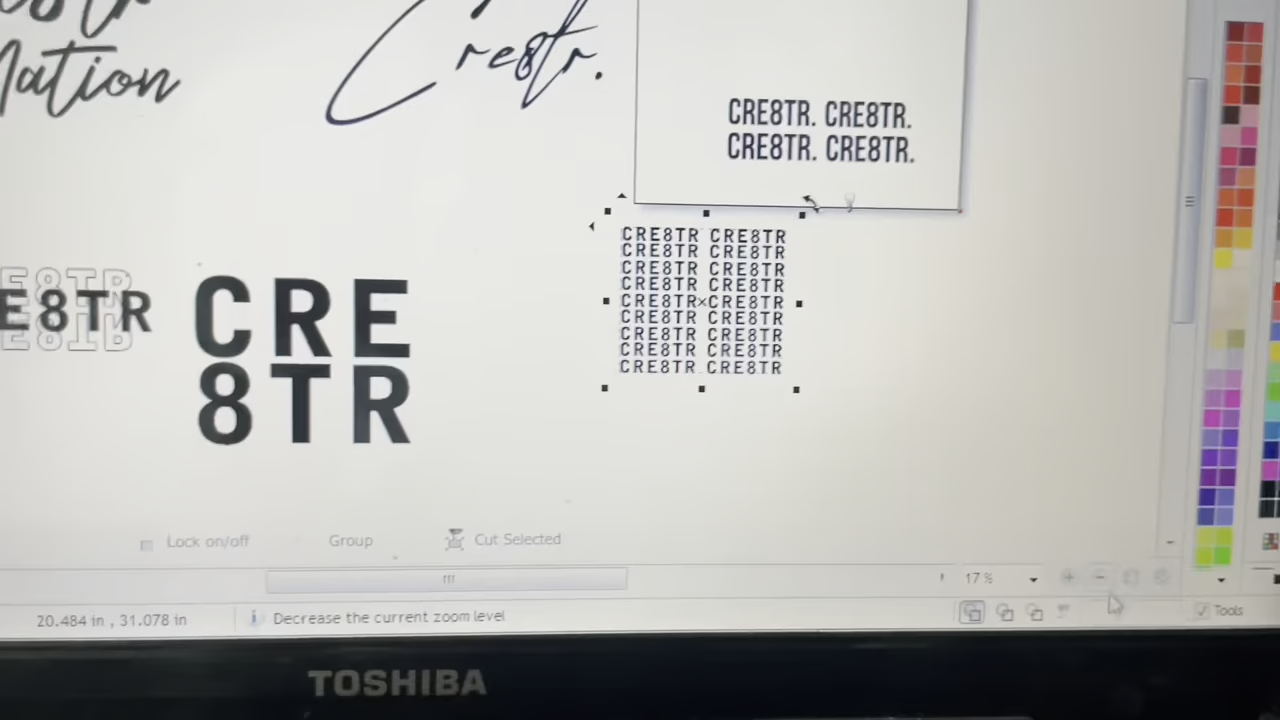 Cre8tr.
Nation
CRE8TR. CRE8TR.
CRE8TR. CRE8TR.
CRE8TR CRE8TR
CRE8TR CRE8TR
CRE8TR CRE8TR
CRE8TR CRE8TR
CRE8TR CRE8TR
CRE8TR CRE8TR
CRE8TR CRE8TR
CRE8TR CRE8TR
CRE8TR CRE8TR
E8TR
E8TR
E8TR
CRE
8TR
Lock on/off
Group
Cut Selected
17 %
20.484 in , 31.078 in
Decrease the current zoom level
Tools
TOSHIBA